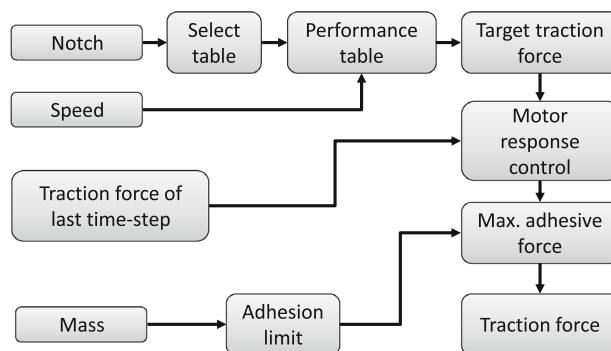 Notch
Select
table
Performance
table
Target traction
force
Speed
Motor
response
control
Traction force of
last time-step
Max. adhesive
force
Mass
Adhesion
limit
Traction force